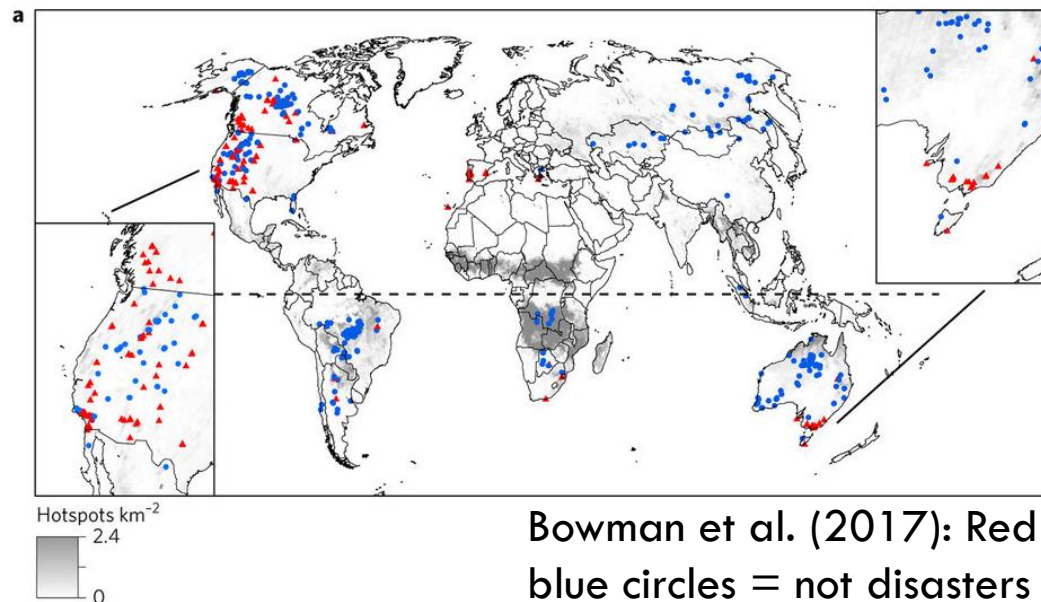 a
Hotspots km⁻²
2.4
0
Bowman et al. (2017): Red
blue circles = not disasters